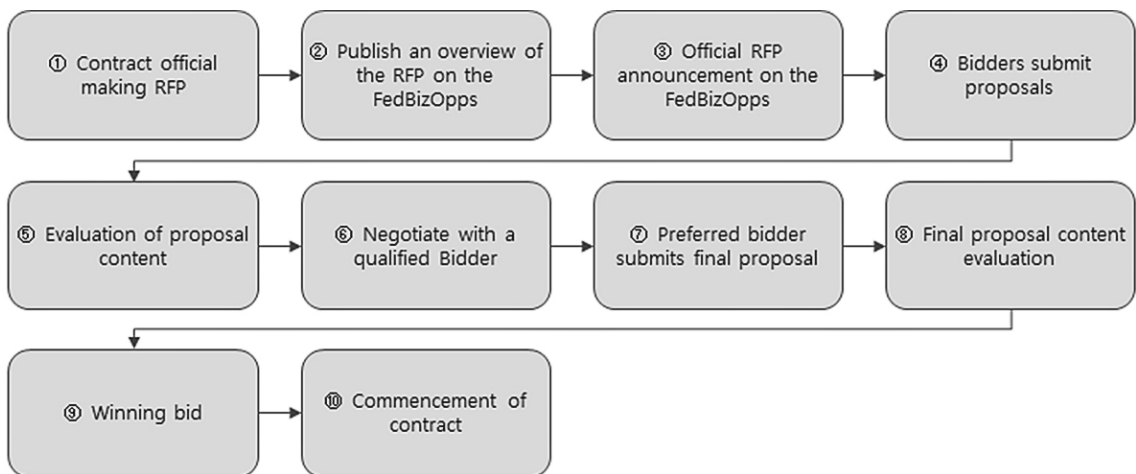 ① Contract official
making RFP
② Publish an overview of
the RFP on the
FedBizOpps
③ Official RFP
announcement on the
FedBizOpps
④ Bidders submit
proposals
⑤ Evaluation of proposal
content
⑥ Negotiate with a
qualified Bidder
⑦ Preferred bidder
submits final proposal
⑧ Final proposal content
evaluation
⑨ Winning bid
⑩ Commencement of
contract